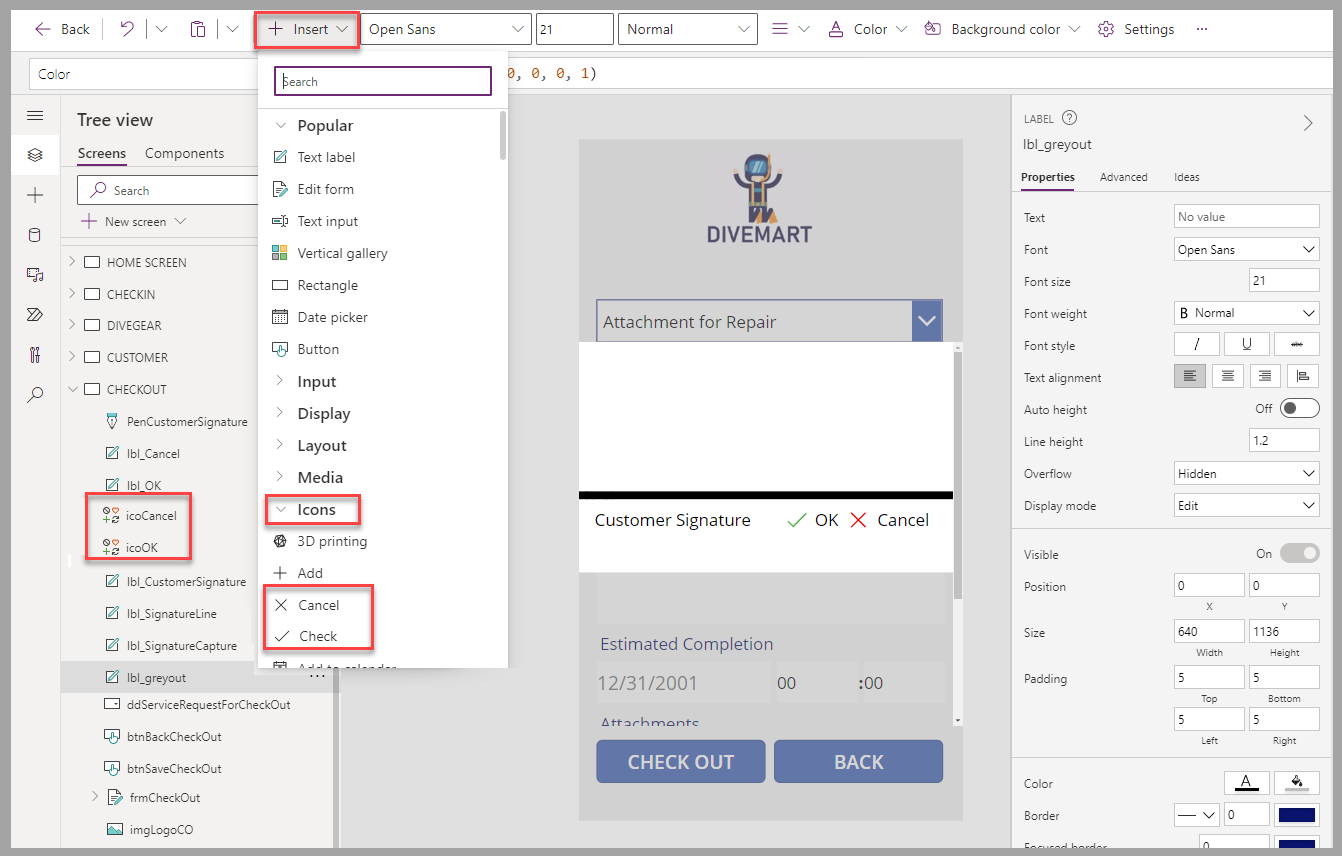 Back
Insert
Open Sans
21
Normal
Color
Background color
Settings
Color
0, 0, 0, 1)
Search
Popular
Text label
Edit form
Text input
Vertical gallery
Rectangle
Date picker
Button
Input
Display
Layout
Media
Icons
3D printing
Add
Cancel
Check
Add to calendar
Tree view
Screens
Components
Search
New screen
HOME SCREEN
CHECKIN
DIVEGEAR
CUSTOMER
CHECKOUT
PenCustomerSignature
lbl_Cancel
lbl_OK
icoCancel
icoOK
lbl_CustomerSignature
lbl_SignatureLine
lbl_SignatureCapture
lbl_greyout
ddServiceRequestForCheckOut
btnBackCheckOut
btnSaveCheckOut
frmCheckOut
imgLogoCO
DIVEMART
Attachment for Repair
Customer Signature
OK
Cancel
Estimated Completion
12/31/2001 00 :00
Attachments
CHECK OUT
BACK
LABEL
lbl_greyout
Properties
Advanced
Ideas
Text No value
Font Open Sans
Font size 21
Font weight B Normal
Font style / U abc
Text alignment
Auto height Off
Line height 1.2
Overflow Hidden
Display mode Edit
Visible On
Position 0 0
X Y
Size 640 1136
Width Height
Padding 5 5
Top Bottom
5 5
Left Right
Color A
Border 0
Focused border 0